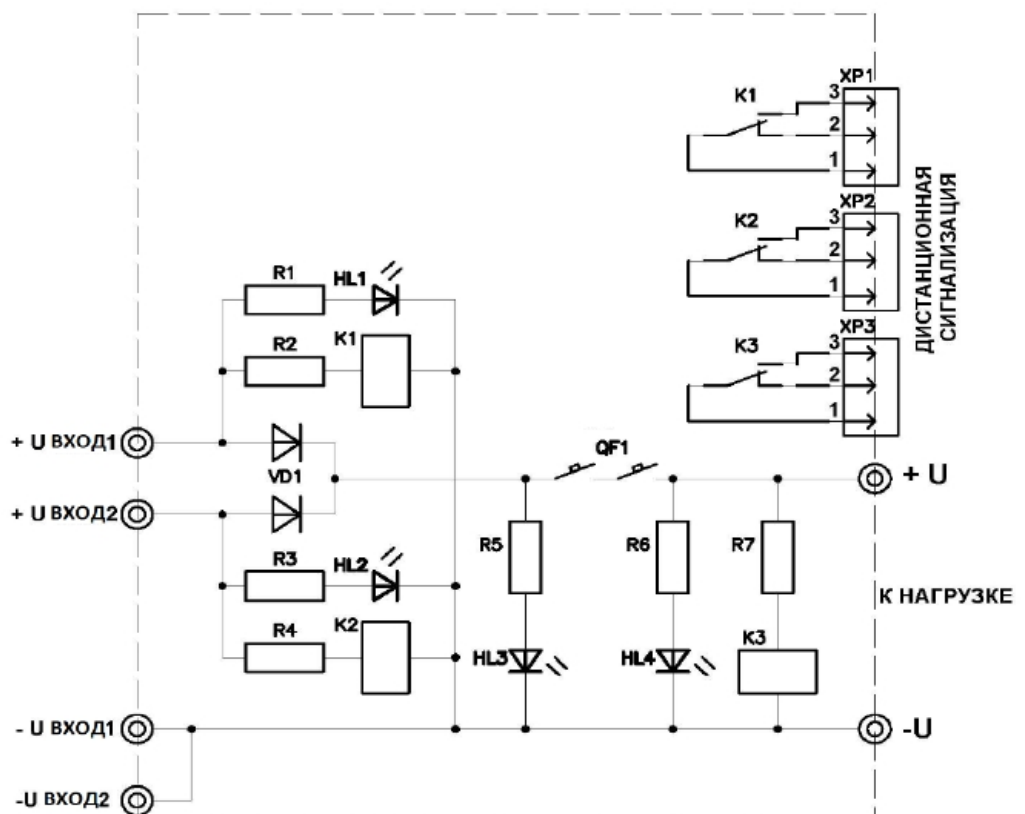 XP1
K1
3
2
1
XP2
K2
3
2
1
XP3
K3
3
2
1
ДИСТАНЦИОННАЯ
СИГНАЛИЗАЦИЯ
R1
HL1
R2
K1
+ U ВХОД1
VD1
QF1
+ U
+ U ВХОД2
R3
HL2
R4
K2
R5
R6
R7
К НАГРУЗКЕ
HL3
HL4
K3
- U ВХОД1
-U
-U ВХОД2